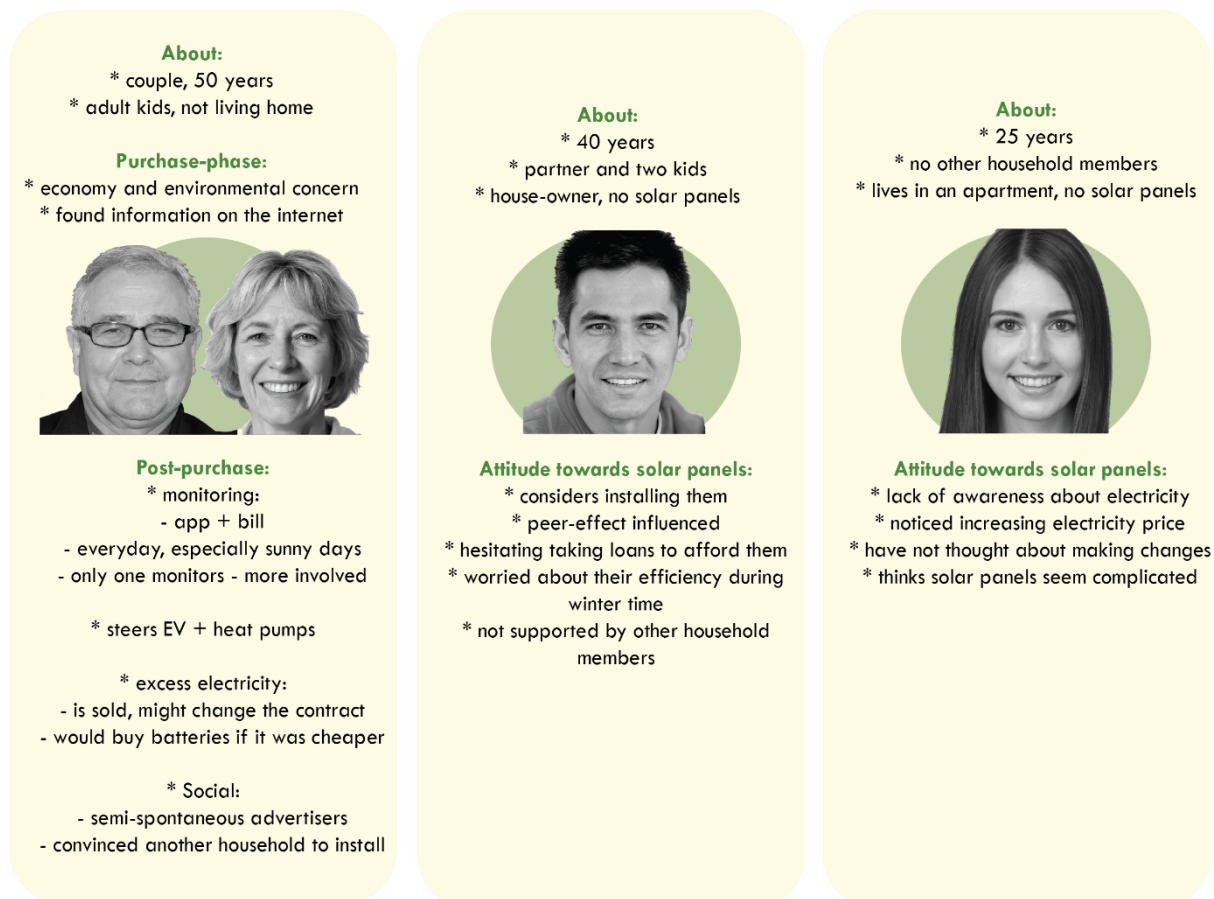 About:
* couple, 50 years
* adult kids, not living home
Purchase-phase:
* economy and environmental concern
* found information on the internet
Post-purchase:
* monitoring:
- app + bill
- everyday, especially sunny days
- only one monitors - more involved
* steers EV + heat pumps
* excess electricity:
- is sold, might change the contract
- would buy batteries if it was cheaper
* Social:
- semi-spontaneous advertisers
- convinced another household to install
About:
* 40 years
* partner and two kids
* house-owner, no solar panels
Attitude towards solar panels:
* considers installing them
* peer-effect influenced
* hesitating taking loans to afford them
* worried about their efficiency during
winter time
* not supported by other household
members
About:
* 25 years
* no other household members
* lives in an apartment, no solar panels
Attitude towards solar panels:
* lack of awareness about electricity
* noticed increasing electricity price
* have not thought about making changes
* thinks solar panels seem complicated